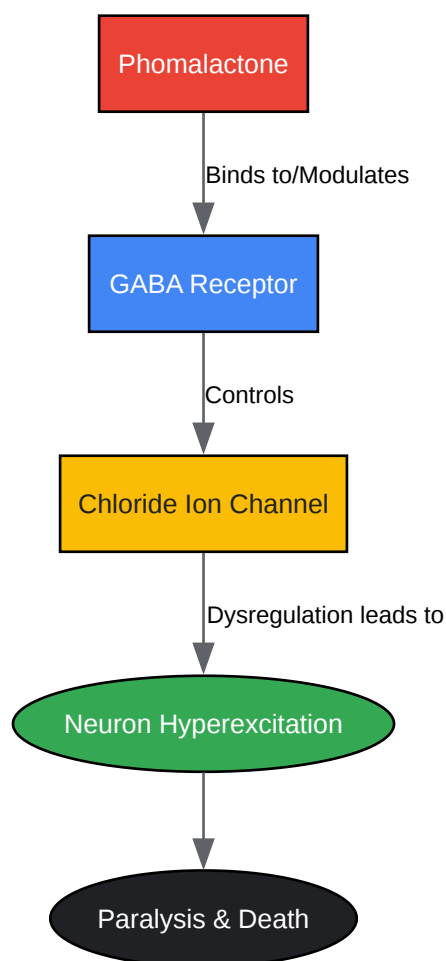 Phomalactone
Binds to/Modulates
GABA Receptor
Controls
Chloride Ion Channel
Dysregulation leads to
Neuron Hyperexcitation
Paralysis & Death